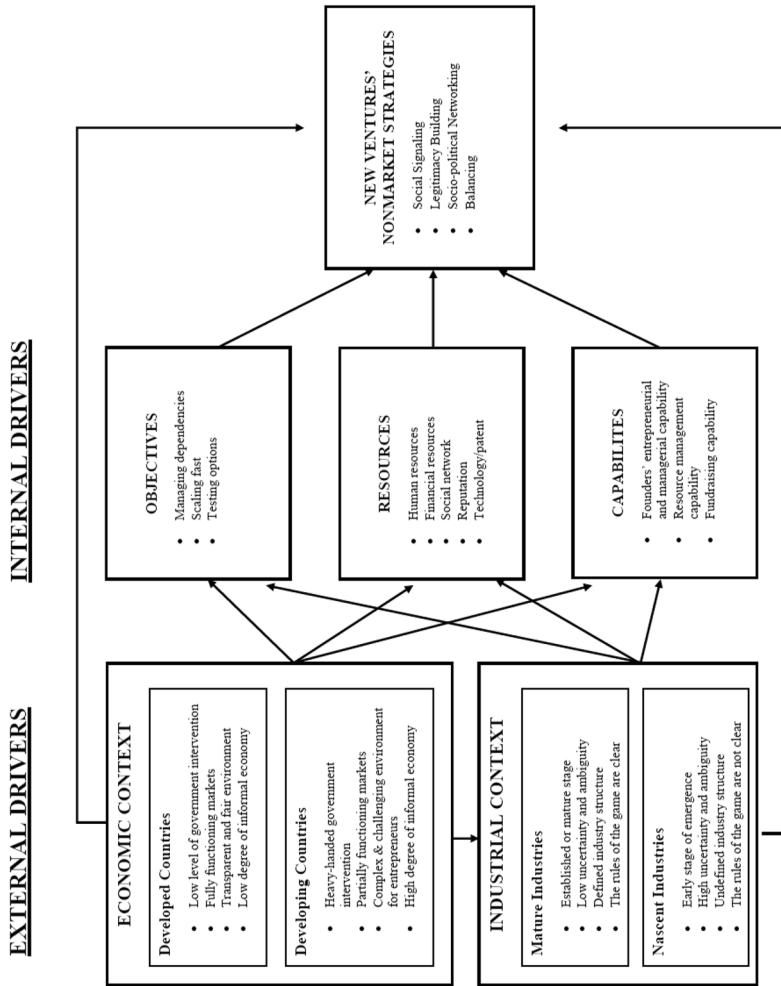 EXTERNAL DRIVERS
INTERNAL DRIVERS
ECONOMIC CONTEXT
Developed Countries
• Low level of government intervention
• Fully functioning markets
• Transparent and fair environment
• Low degree of informal economy
Developing Countries
• Heavy-handed government
intervention
• Partially functioning markets
• Complex & challenging environment
for entrepreneurs
• High degree of informal economy
INDUSTRIAL CONTEXT
Mature Industries
• Established or mature stage
• Low uncertainty and ambiguity
• Defined industry structure
• The rules of the game are clear
Nascent Industries
• Early stage of emergence
• High uncertainty and ambiguity
• Undefined industry structure
• The rules of the game are not clear
OBJECTIVES
• Managing dependencies
• Scaling fast
• Testing options
RESOURCES
• Human resources
• Financial resources
• Social network
• Reputation
• Technology/patent
CAPABILITES
• Founders' entrepreneurial
and managerial capability
• Resource management
capability
• Fundraising capability
NEW VENTURES'
NONMARKET STRATEGIES
• Social Signaling
• Legitimacy Building
• Socio-political Networking
• Balancing